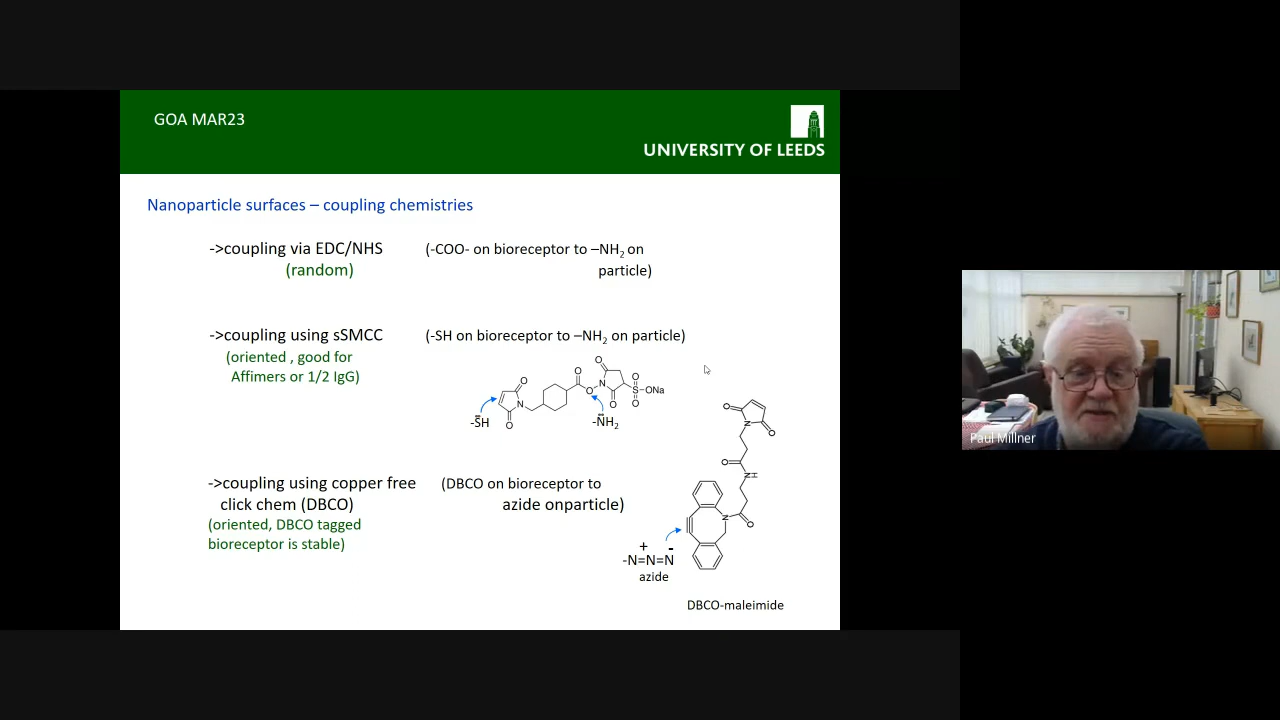 GOA MAR23
UNIVERSITY OF LEEDS
Nanoparticle surfaces – coupling chemistries
->coupling via EDC/NHS (-COO- on bioreceptor to –NH2 on
(random) particle)
->coupling using sSMCC (-SH on bioreceptor to –NH2 on particle)
(oriented , good for
Affimers or 1/2 IgG)
O
O
O
O
O
N
O
N
O
S
O
O
ONa
-SH
-NH2
->coupling using copper free (DBCO on bioreceptor to
click chem (DBCO) azide onparticle)
(oriented, DBCO tagged
bioreceptor is stable)
O
N
O
O
N
H
N
O
+ -
-N=N=N
azide
DBCO-maleimide
Paul Millner